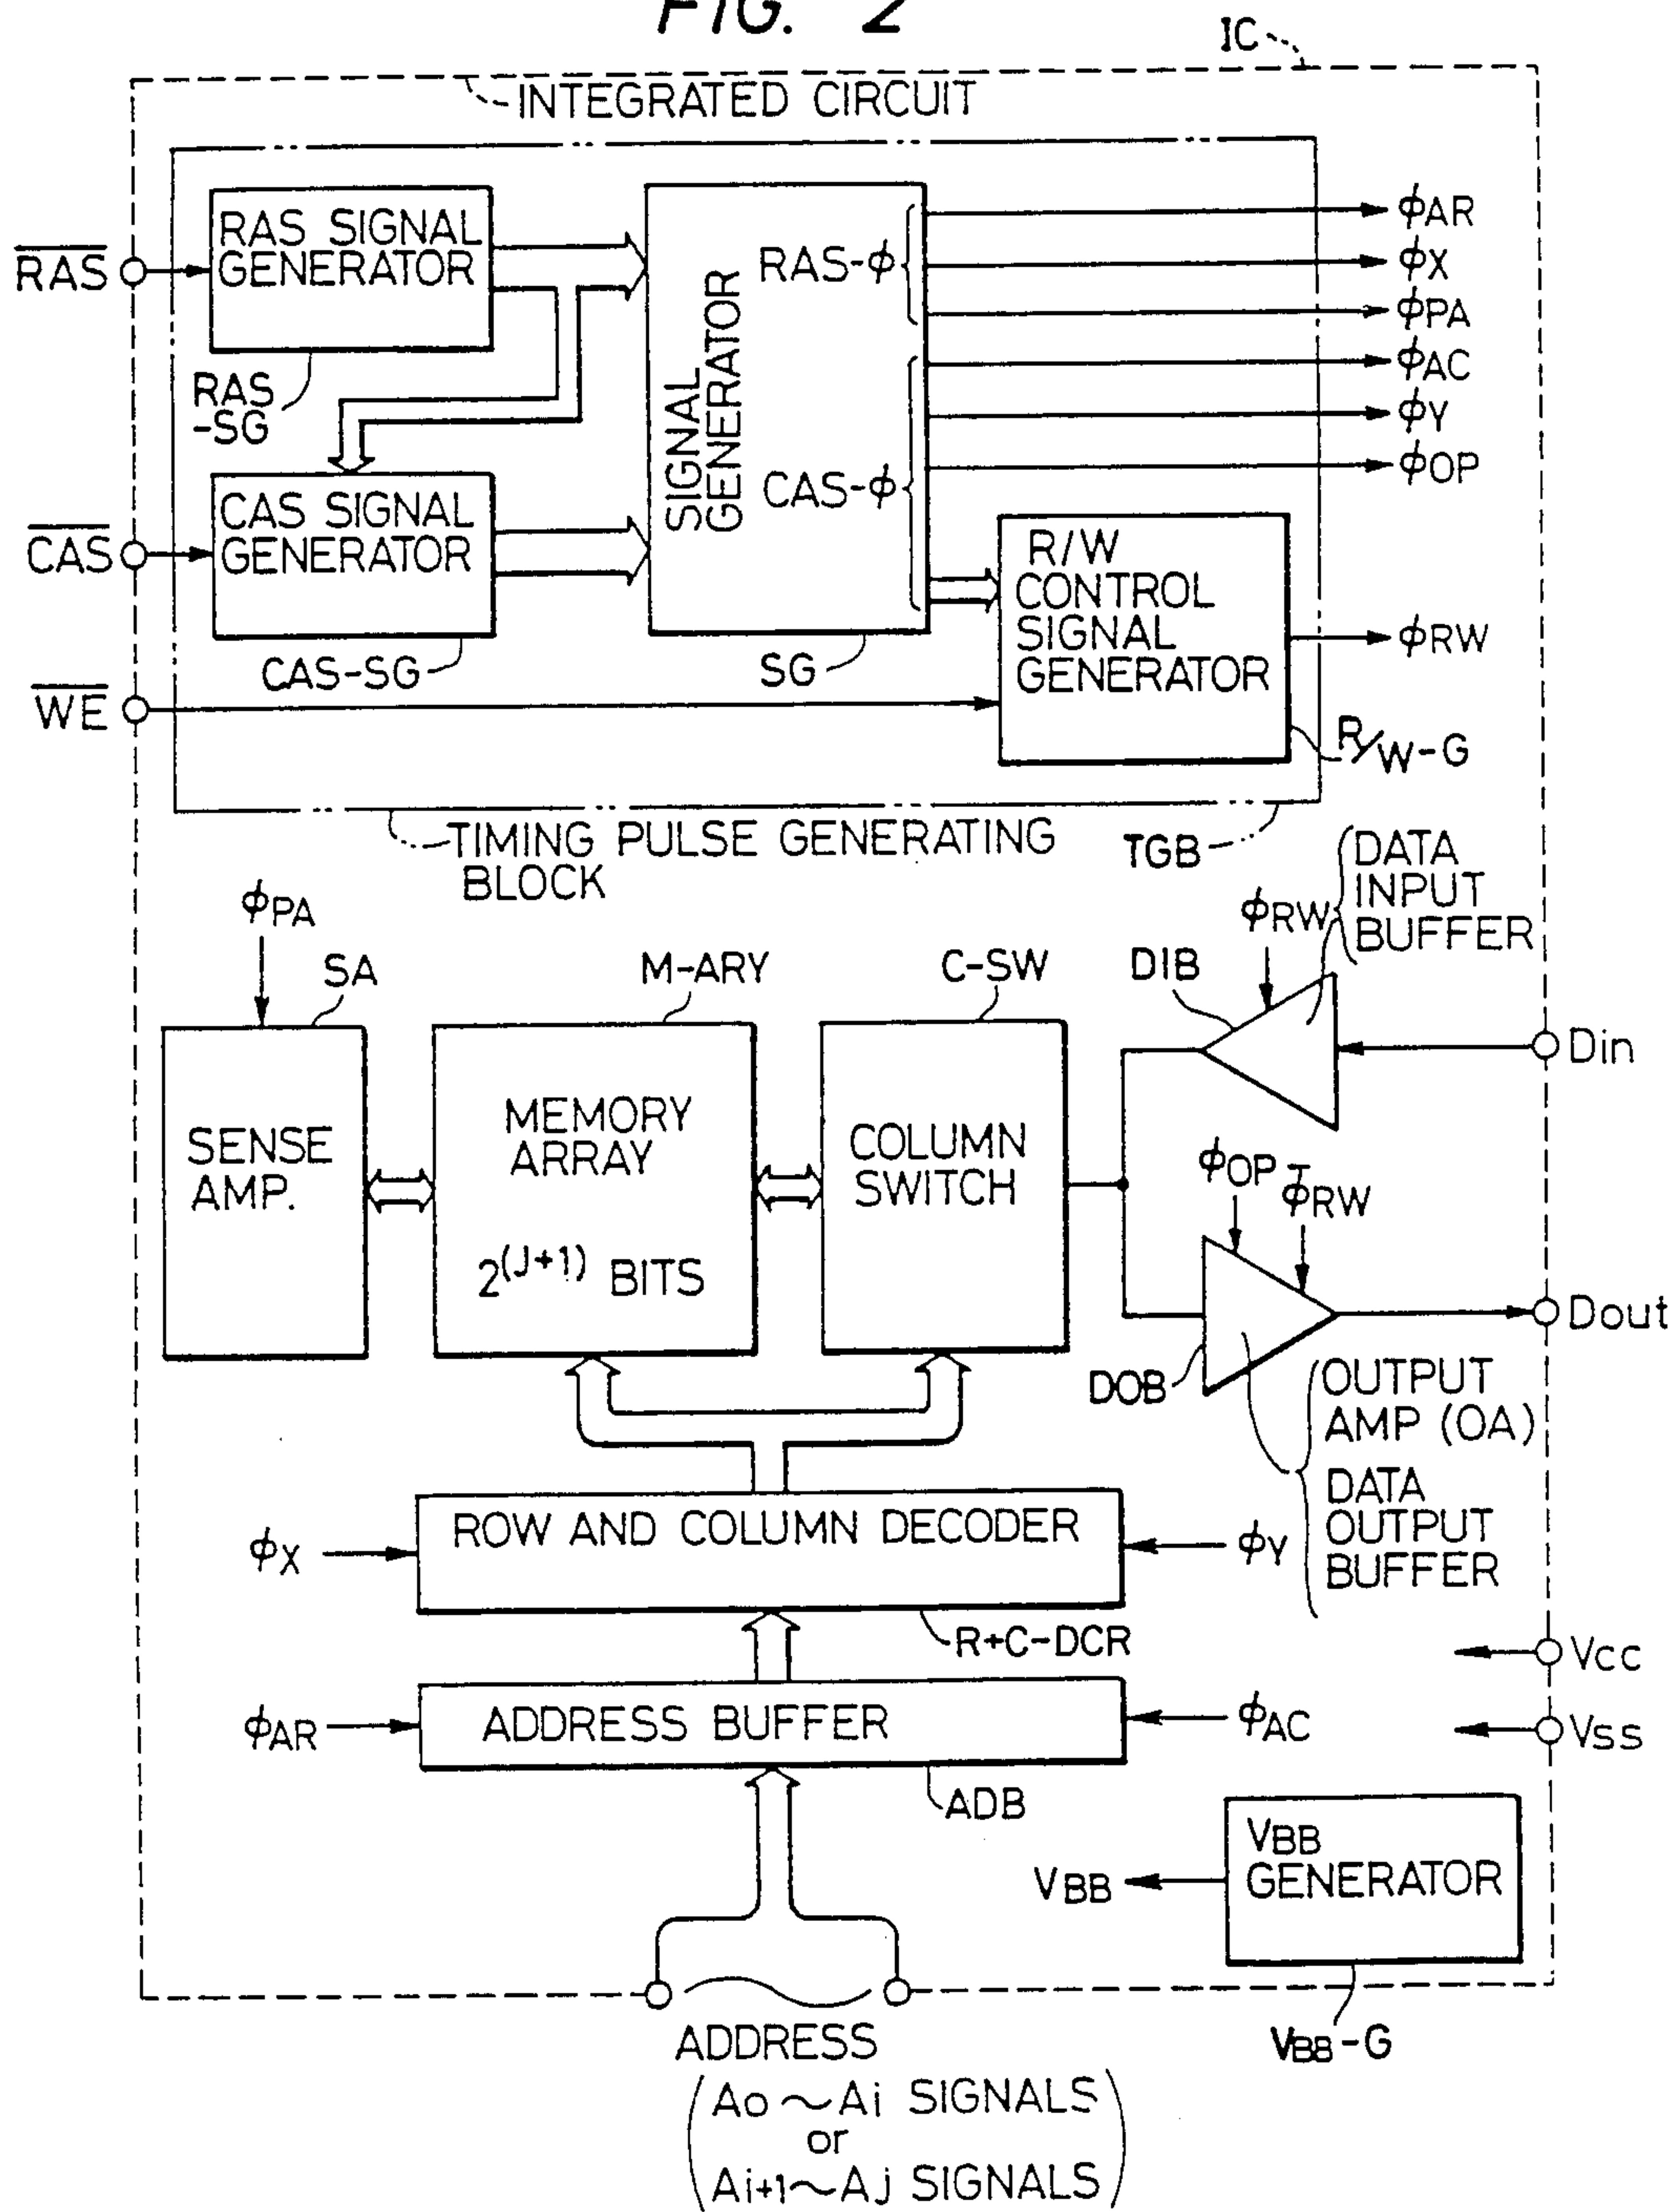 FIG. 2
IC
INTEGRATED CIRCUIT
RAS SIGNAL
GENERATOR
R̅A̅S̅
RAS
-SG
CAS SIGNAL
GENERATOR
C̅A̅S̅
CAS-SG
W̅E̅
SIGNAL
GENERATOR
RAS-ϕ
CAS-ϕ
SG
ϕAR
ϕX
ϕPA
ϕAC
ϕY
ϕOP
R/W
CONTROL
SIGNAL
GENERATOR
ϕRW
R/W-G
TIMING PULSE GENERATING
BLOCK
TGB
ϕPA
SA
SENSE
AMP.
M-ARY
MEMORY
ARRAY
2(J+1) BITS
C-SW
COLUMN
SWITCH
DIB
ϕRW
DATA
INPUT
BUFFER
Din
ϕOP
ϕ̅RW
Dout
DOB
OUTPUT
AMP (OA)
DATA
OUTPUT
BUFFER
ROW AND COLUMN DECODER
ϕX
ϕY
R+C-DCR
Vcc
ADDRESS BUFFER
ϕAR
ϕAC
Vss
ADB
VBB
GENERATOR
VBB
VBB-G
ADDRESS
(Ao~Ai SIGNALS
or
Ai+1~Aj SIGNALS)